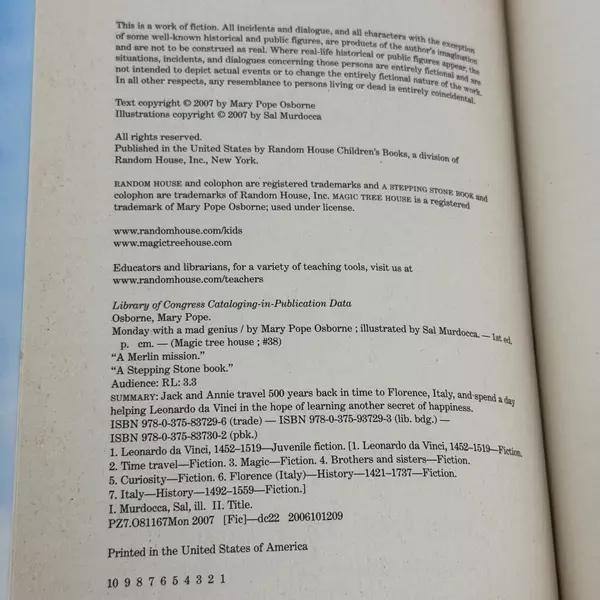 This is a work of fiction. All incidents and dialogue, and all characters with the exception
of some well-known historical and public figures, are products of the author's imagination
and are not to be construed as real. Where real-life historical or public figures appear, the
situations, incidents, and dialogues concerning those persons are entirely fictional and are
not intended to depict actual events or to change the entirely fictional nature of the work.
In all other respects, any resemblance to persons living or dead is entirely coincidental.
Text copyright © 2007 by Mary Pope Osborne
Illustrations copyright © 2007 by Sal Murdocca
All rights reserved.
Published in the United States by Random House Children's Books, a division of
Random House, Inc., New York.
RANDOM HOUSE and colophon are registered trademarks and A STEPPING STONE BOOK and
colophon are trademarks of Random House, Inc. MAGIC TREE HOUSE is a registered
trademark of Mary Pope Osborne; used under license.
www.randomhouse.com/kids
www.magictreehouse.com
Educators and librarians, for a variety of teaching tools, visit us at
www.randomhouse.com/teachers
Library of Congress Cataloging-in-Publication Data
Osborne, Mary Pope.
Monday with a mad genius / by Mary Pope Osborne ; illustrated by Sal Murdocca. — 1st ed.
p. cm. — (Magic tree house ; #38)
"A Merlin mission."
"A Stepping Stone book."
Audience: RL: 3.3
SUMMARY: Jack and Annie travel 500 years back in time to Florence, Italy, and spend a day
helping Leonardo da Vinci in the hope of learning another secret of happiness.
ISBN 978-0-375-83729-6 (trade) — ISBN 978-0-375-93729-3 (lib. bdg.) —
ISBN 978-0-375-83730-2 (pbk.)
1. Leonardo da Vinci, 1452–1519—Juvenile fiction. [1. Leonardo da Vinci, 1452–1519—Fiction.
2. Time travel—Fiction. 3. Magic—Fiction. 4. Brothers and sisters—Fiction.
5. Curiosity—Fiction. 6. Florence (Italy)—History—1421–1737—Fiction.
7. Italy—History—1492–1559—Fiction.]
I. Murdocca, Sal, ill. II. Title.
PZ7.O81167Mon 2007 [Fic]—dc22 2006101209
Printed in the United States of America
10 9 8 7 6 5 4 3 2 1